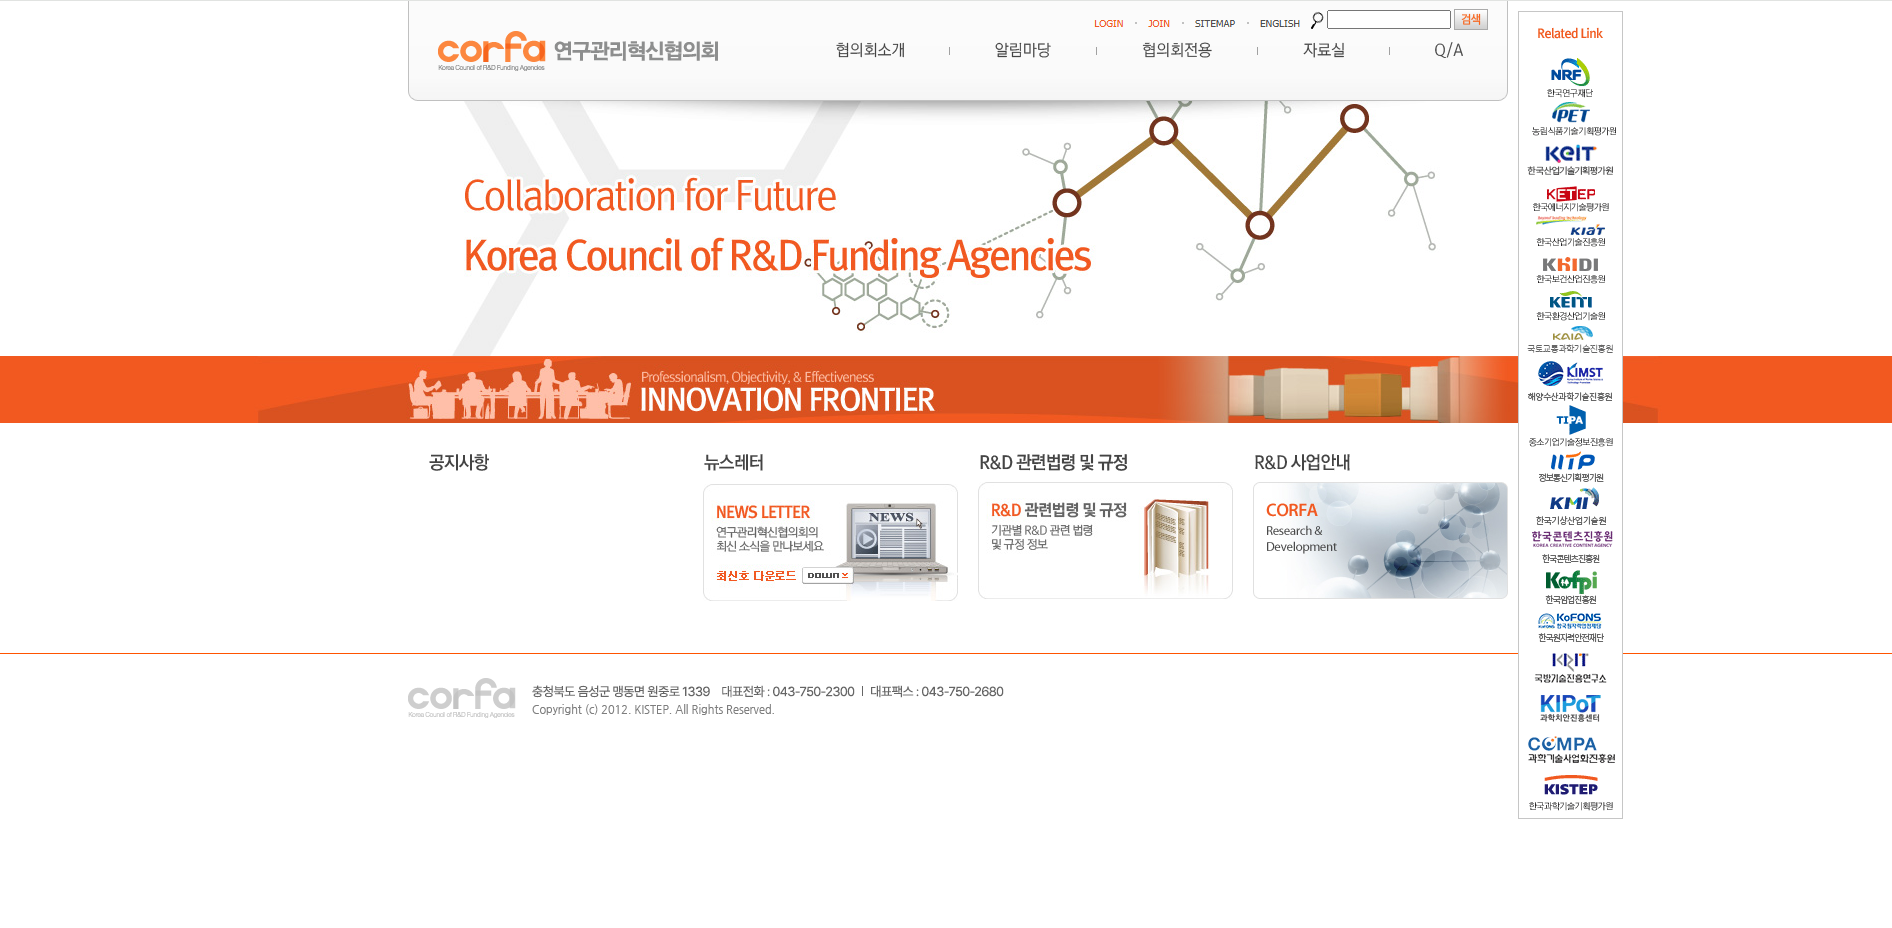 LOGIN · JOIN · SITEMAP · ENGLISH 검색
corfa 연구관리혁신협의회
Korea Council of R&D Funding Agencies
협의회소개 알림마당 협의회전용 자료실 Q/A
Collaboration for Future
Korea Council of R&D Funding Agencies
Professionalism, Objectivity, & Effectiveness
INNOVATION FRONTIER
공지사항
뉴스레터
NEWS LETTER
연구관리혁신협의회의
최신 소식을 만나보세요
최신호 다운로드 DOWN
NEWS
R&D 관련법령 및 규정
R&D 관련법령 및 규정
기관별 R&D 관련 법령
및 규정 정보
R&D 사업안내
CORFA
Research &
Development
Related Link
NRF
한국연구재단
iPET
농림식품기술기획평가원
KEIT
한국산업기술기획평가원
KETEP
한국에너지기술평가원
KIAT
한국산업기술진흥원
KHIDI
한국보건산업진흥원
KEITI
한국환경산업기술원
KAIA
국토교통과학기술진흥원
KIMST
해양수산과학기술진흥원
TIPA
중소기업기술정보진흥원
IITP
정보통신기획평가원
KMI
한국기상산업기술원
한국콘텐츠진흥원
KOREA CREATIVE CONTENT AGENCY
한국콘텐츠진흥원
Kofpi
한국임업진흥원
KoFONS
한국원자력안전재단
한국원자력안전재단
KRIT
국방기술진흥연구소
KIPoT
과학치안진흥센터
COMPA
과학기술사업화진흥원
KISTEP
한국과학기술기획평가원
corfa
Korea Council of R&D Funding Agencies
충청북도 음성군 맹동면 원중로 1339 대표전화 : 043-750-2300 | 대표팩스 : 043-750-2680
Copyright (c) 2012. KISTEP. All Rights Reserved.